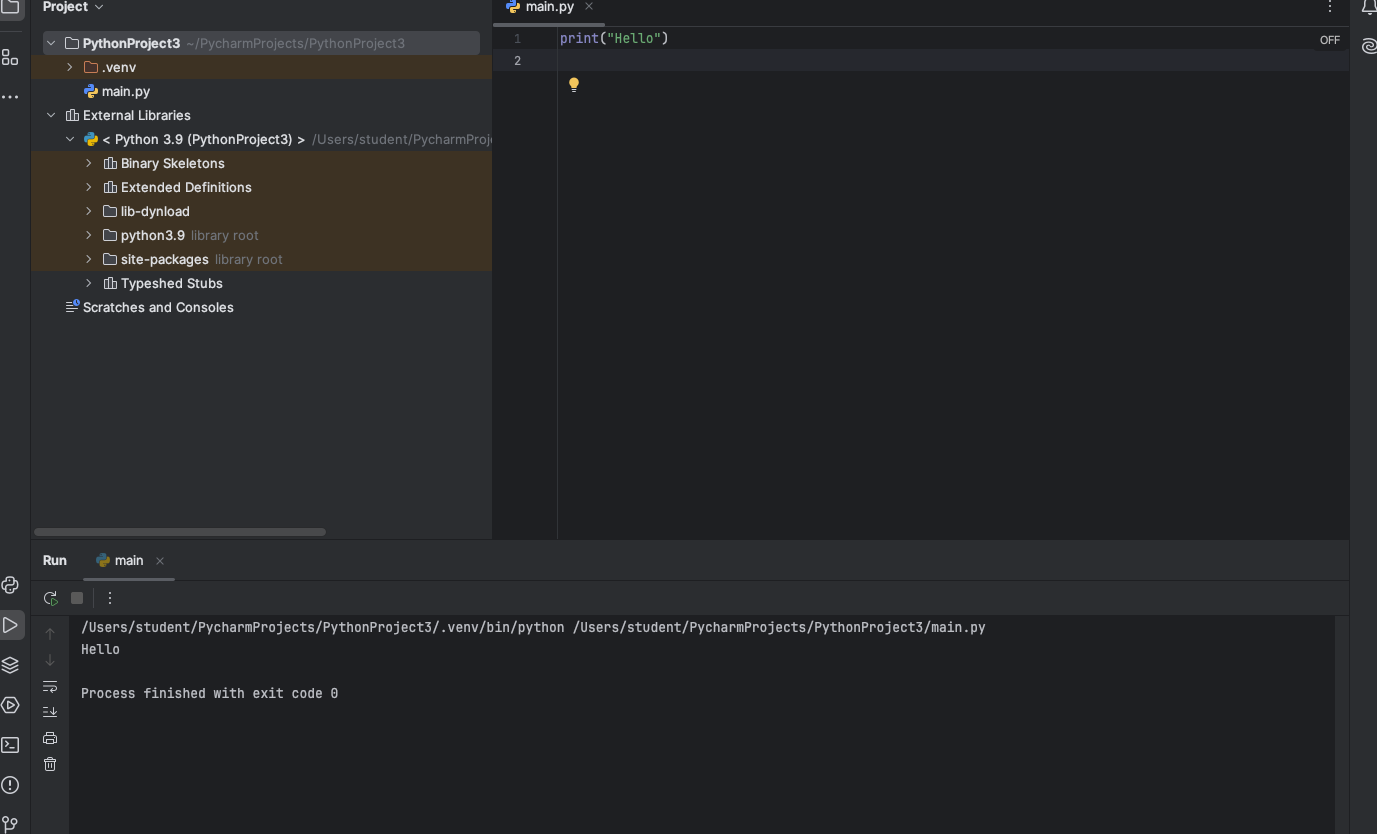 Project
main.py
PythonProject3 ~/PycharmProjects/PythonProject3
.venv
main.py
External Libraries
< Python 3.9 (PythonProject3) > /Users/student/PycharmProje
Binary Skeletons
Extended Definitions
lib-dynload
python3.9 library root
site-packages library root
Typeshed Stubs
Scratches and Consoles
1 print("Hello")
OFF
2
Run
main
/Users/student/PycharmProjects/PythonProject3/.venv/bin/python /Users/student/PycharmProjects/PythonProject3/main.py
Hello
Process finished with exit code 0